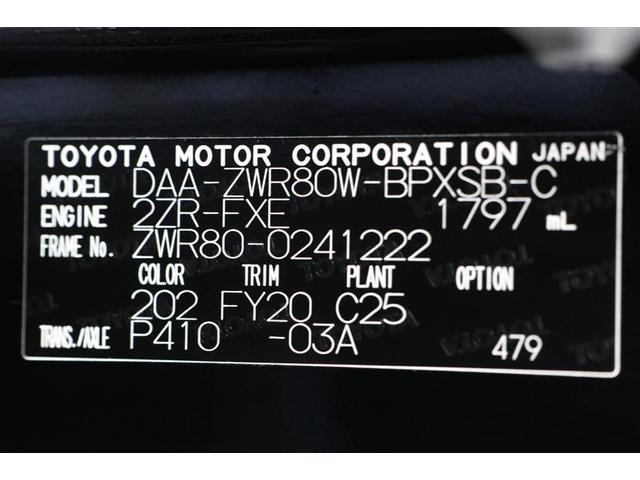 TOYOTA MOTOR CORPORATION JAPAN
MODEL DAA-ZWR80W-BPXSB-C
ENGINE 2ZR-FXE 1797 mL
FRAME No. ZWR80-0241222
COLOR TRIM PLANT OPTION
202 FY20 C25
TRANS./AXLE P410 -03A 479